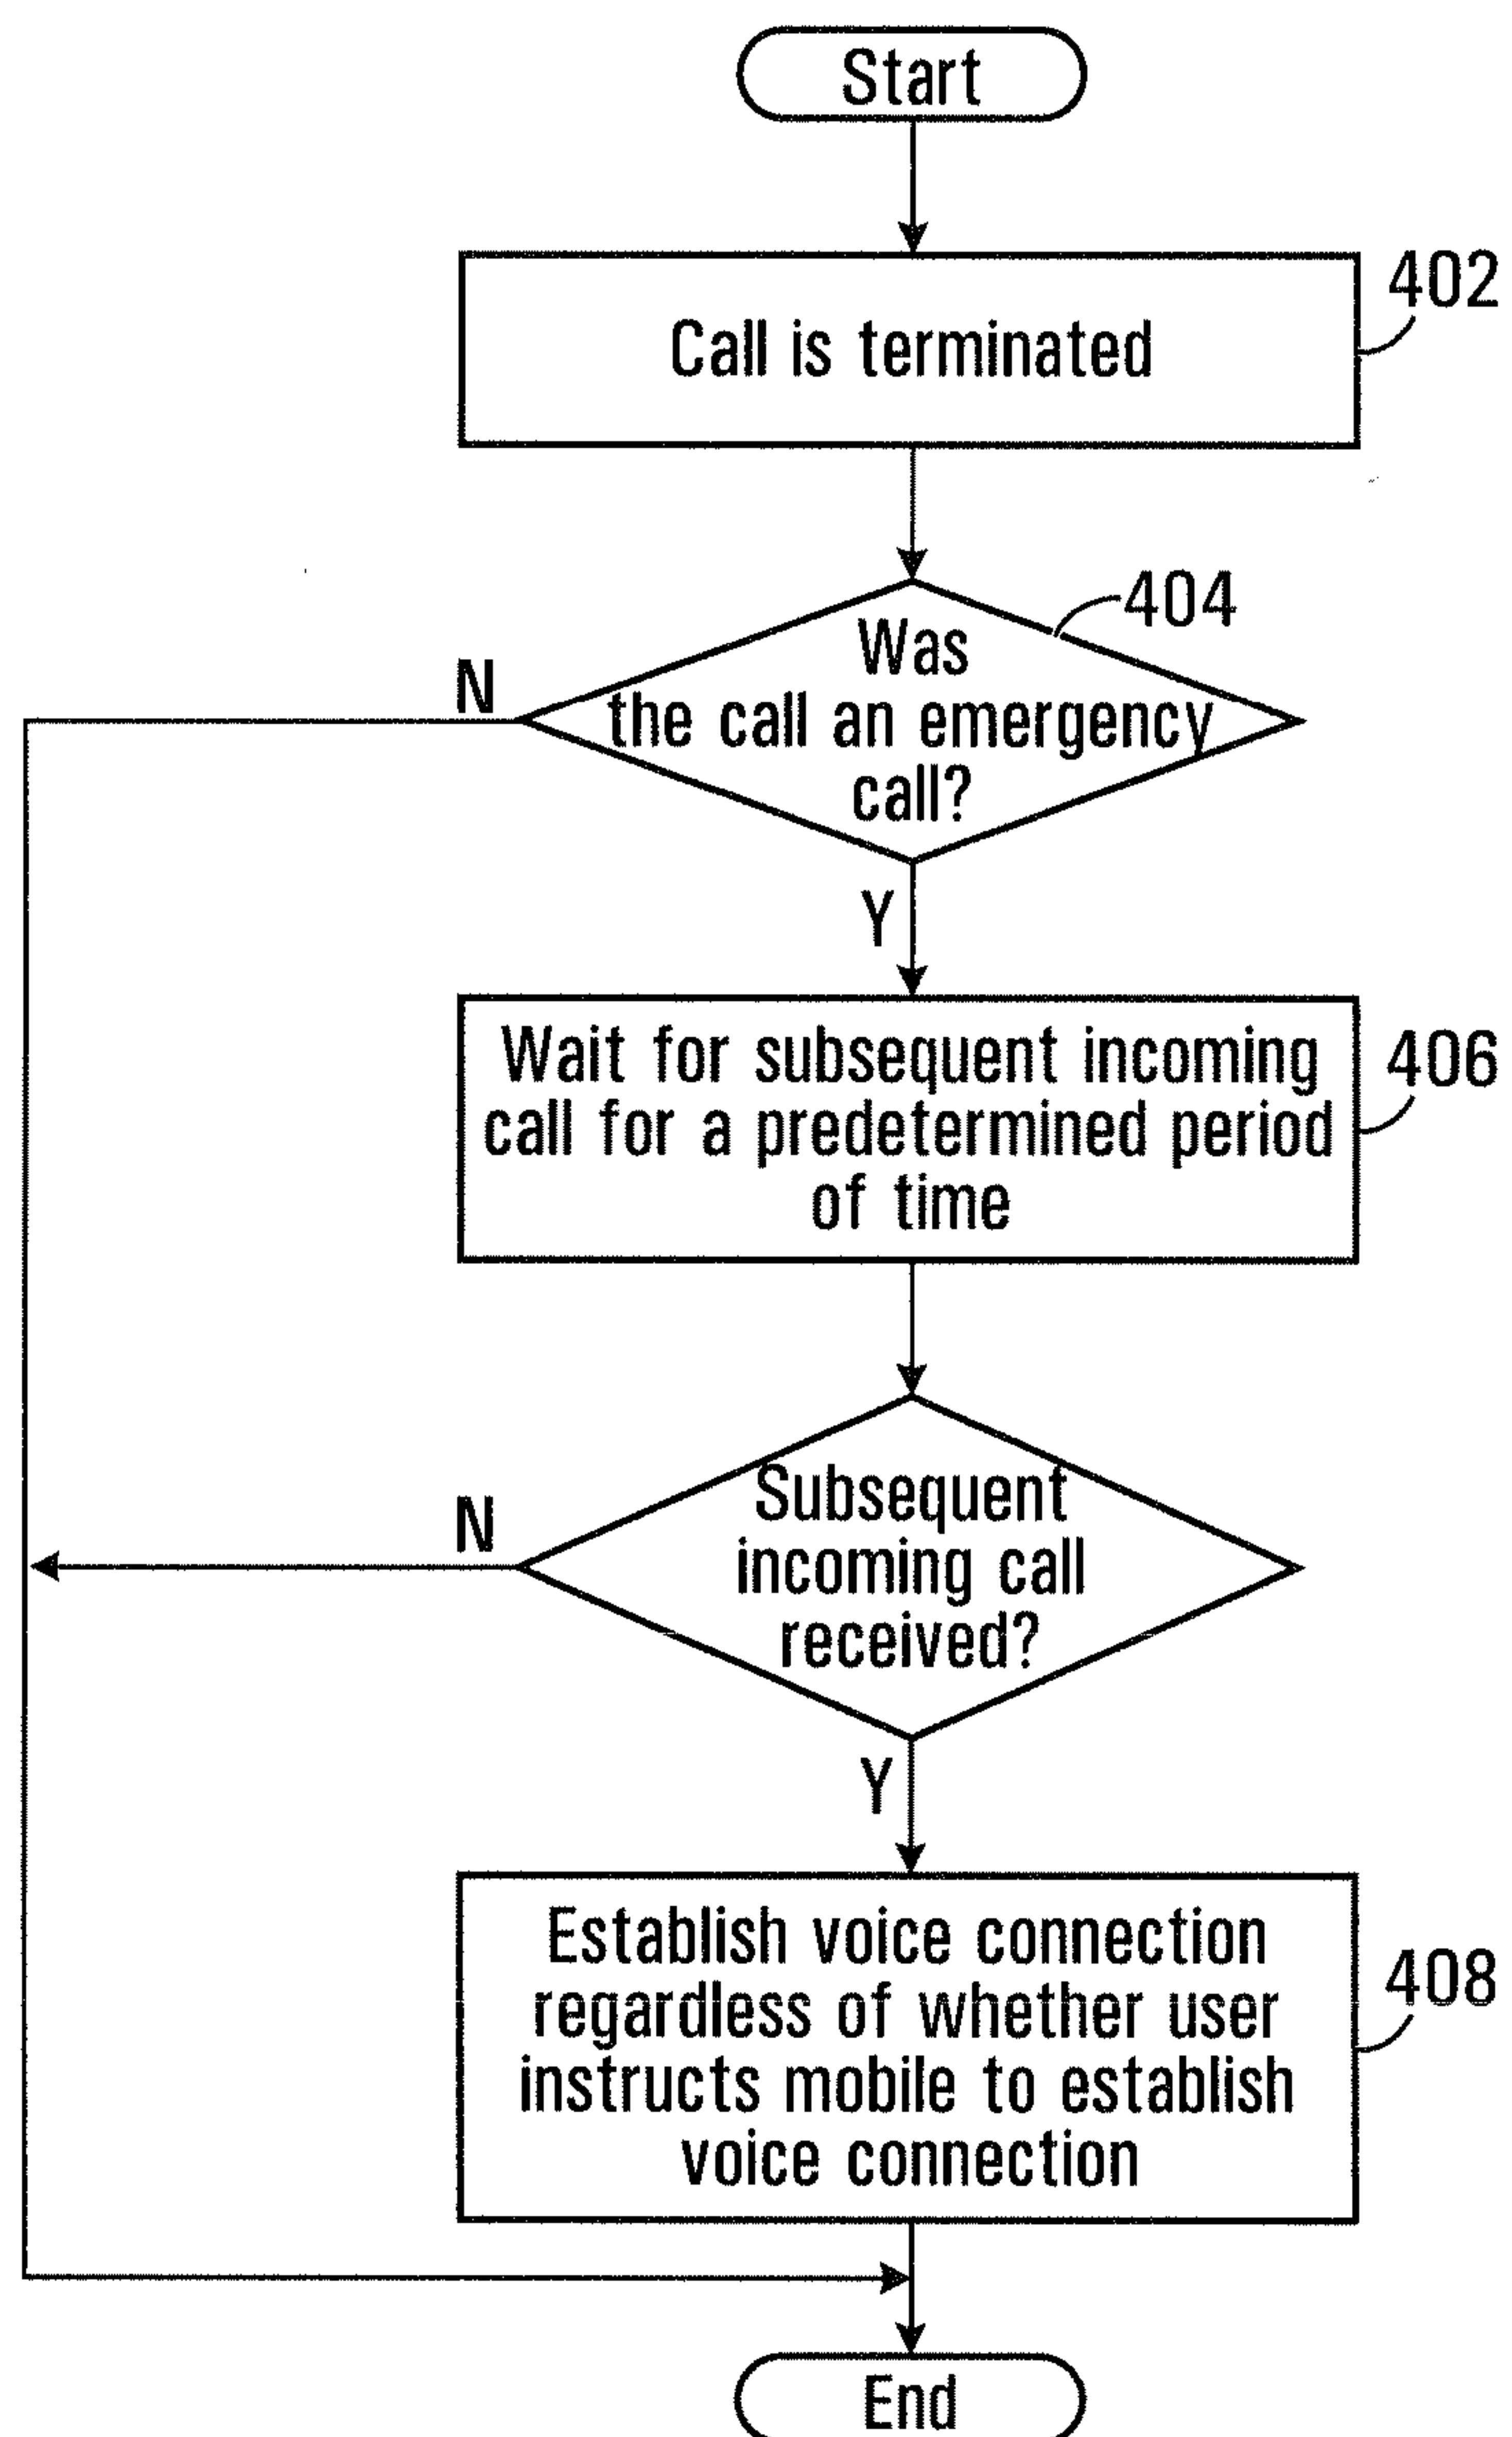 Start
402
Call is terminated
404
Was
N
the call an emergency
call?
Y
Wait for subsequent incoming
406
call for a predetermined period
of time
Subsequent
N
incoming call
received?
Y
Establish voice connection
408
regardless of whether user
instructs mobile to establish
voice connection
End